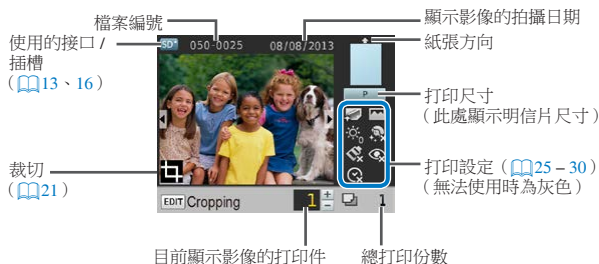 檔案編號
顯示影像的拍攝日期
使用的接口 /
插槽
（13、16）
紙張方向
SD
050-0025
08/08/2013
P
打印尺寸
（此處顯示明信片尺寸）
打印設定（25 – 30）
（無法使用時為灰色）
裁切
（21）
EDIT Cropping
1
+
-
1
目前顯示影像的打印件
總打印份數